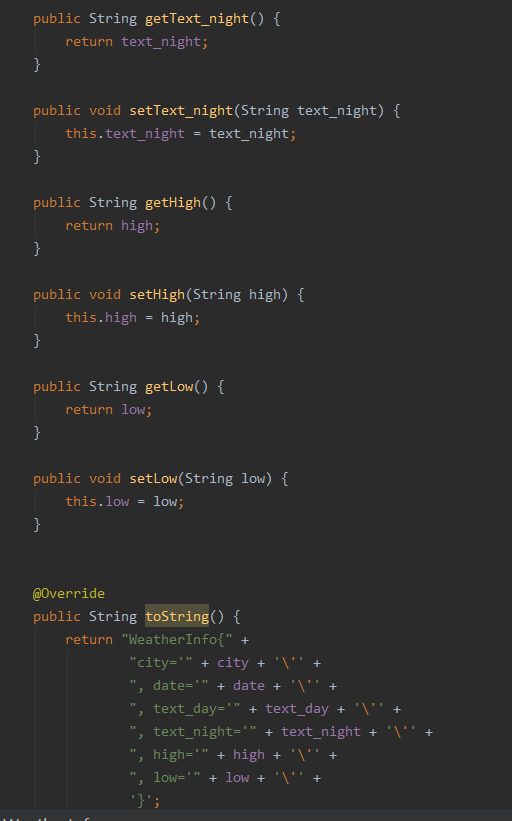 public String getText_night() {
return text_night;
}
public void setText_night(String text_night) {
this.text_night = text_night;
}
public String getHigh() {
return high;
}
public void setHigh(String high) {
this.high = high;
}
public String getLow() {
return low;
}
public void setLow(String low) {
this.low = low;
}
@Override
public String toString() {
return "WeatherInfo{" +
"city='" + city + '\'' +
", date='" + date + '\'' +
", text_day='" + text_day + '\'' +
", text_night='" + text_night + '\'' +
", high='" + high + '\'' +
", low='" + low + '\'' +
'}';